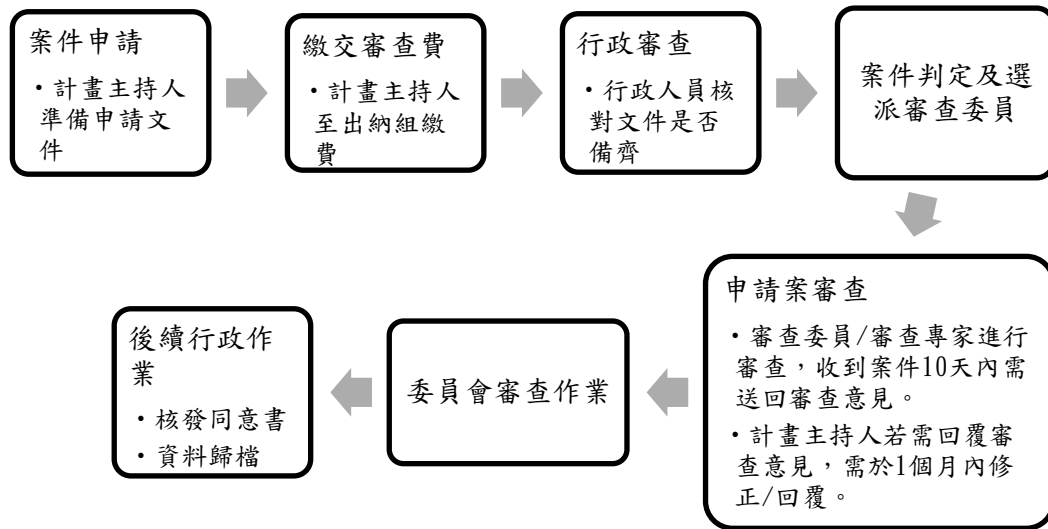 案件申請
・計畫主持人
準備申請文
件
繳交審查費
・計畫主持人
至出納組繳
費
行政審查
・行政人員核
對文件是否
備齊
案件判定及選
派審查委員
申請案審查
・審查委員/審查專家進行
審查，收到案件10天內需
送回審查意見。
・計畫主持人若需回覆審
查意見，需於1個月內修
正/回覆。
委員會審查作業
後續行政作
業
・核發同意書
・資料歸檔